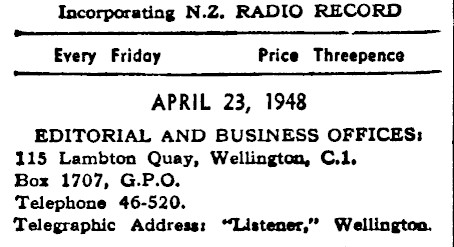 Incorporating N.Z. RADIO RECORD
Every Friday Price Threepence
APRIL 23, 1948
EDITORIAL AND BUSINESS OFFICES:
115 Lambton Quay, Wellington, C.1.
Box 1707, G.P.O.
Telephone 46-520.
Telegraphic Address: "Listener," Wellington.